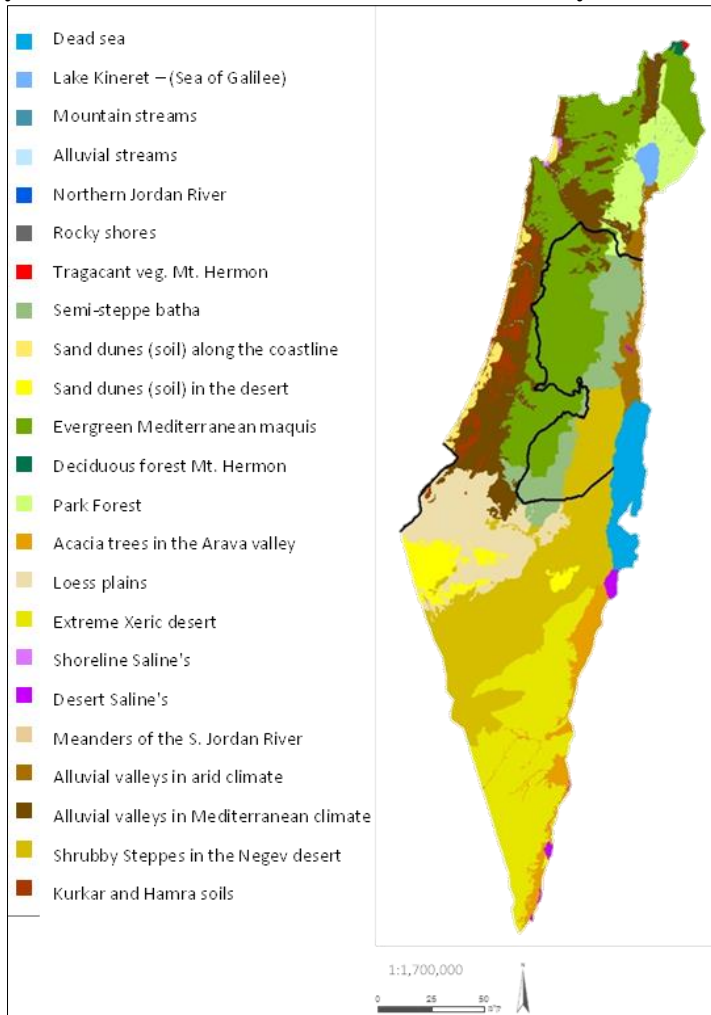 Dead sea
Lake Kineret – (Sea of Galilee)
Mountain streams
Alluvial streams
Northern Jordan River
Rocky shores
Tragacant veg. Mt. Hermon
Semi-steppe batha
Sand dunes (soil) along the coastline
Sand dunes (soil) in the desert
Evergreen Mediterranean maquis
Deciduous forest Mt. Hermon
Park Forest
Acacia trees in the Arava valley
Loess plains
Extreme Xeric desert
Shoreline Saline's
Desert Saline's
Meanders of the S. Jordan River
Alluvial valleys in arid climate
Alluvial valleys in Mediterranean climate
Shrubby Steppes in the Negev desert
Kurkar and Hamra soils
1:1,700,000
0 25 50 ק"מ